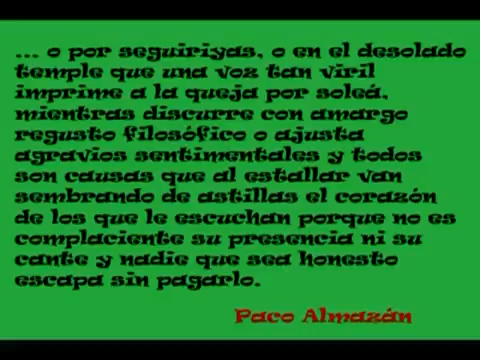 ... o por seguiriyas, o en el desolado
temple que una voz tan viril
imprime a la queja por soleá,
mientras discurre con amargo
regusto filosófico o ajusta
agravios sentimentales y todos
son causas que al estallar van
sembrando de astillas el corazón
de los que le escuchan porque no es
complaciente su presencia ni su
cante y nadie que sea honesto
escapa sin pagarlo.
Paco Almazán